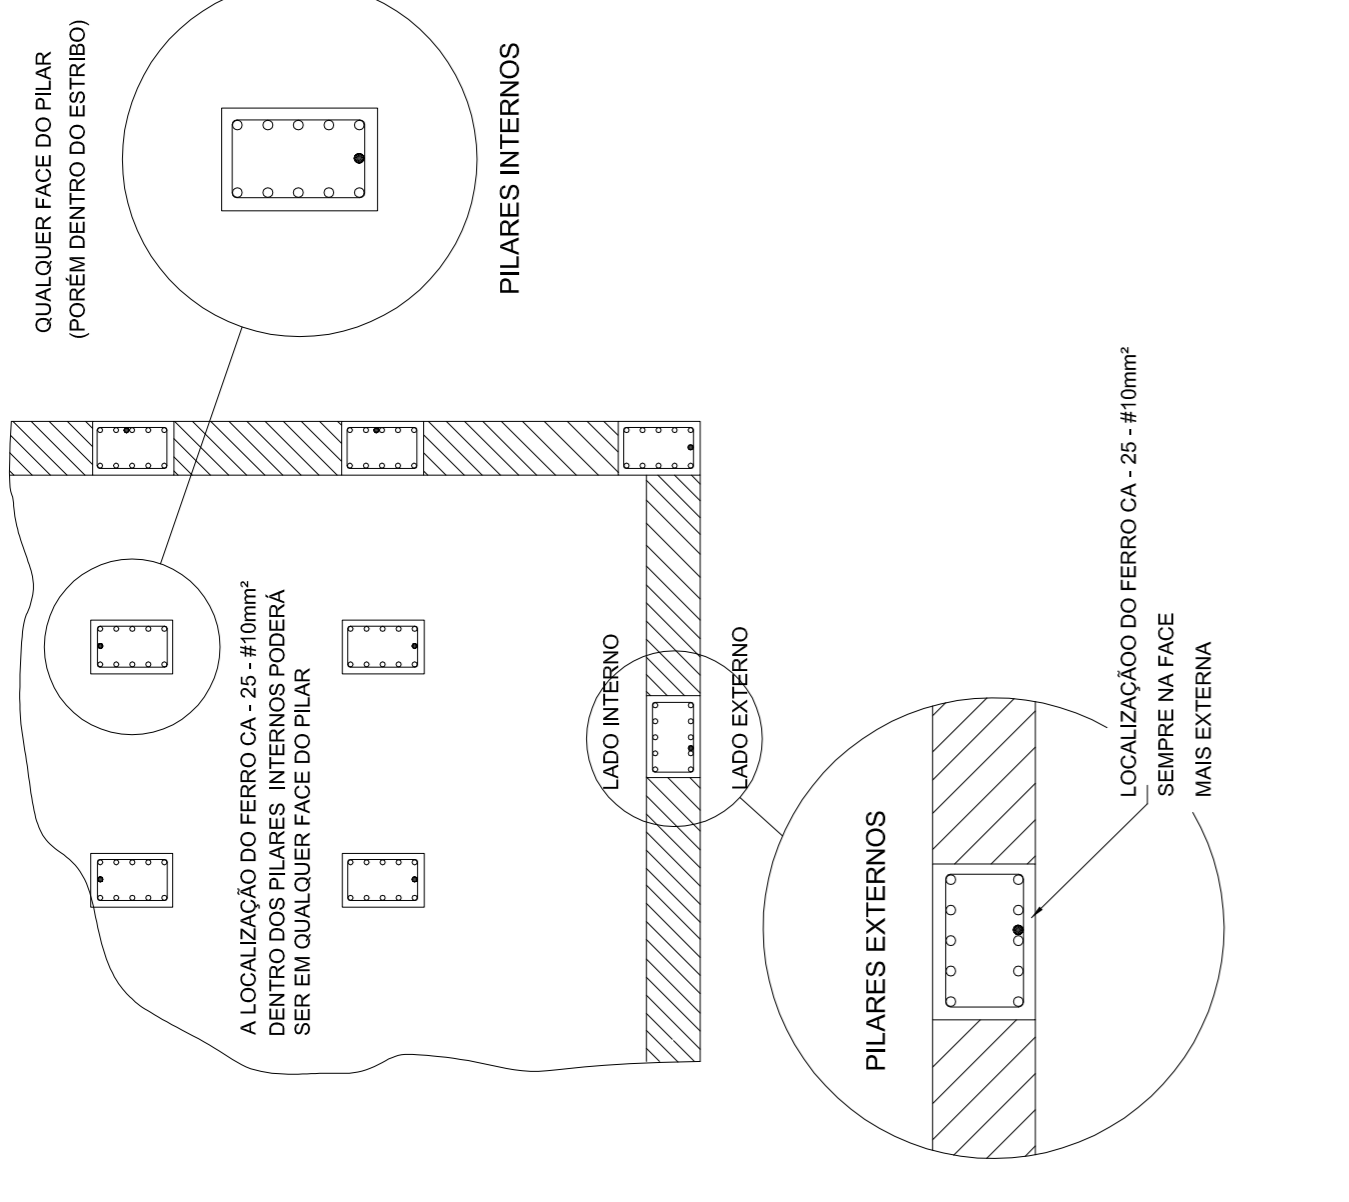 QUALQUER FACE DO PILAR
(PORÉM DENTRO DO ESTRIBO)
PILARES INTERNOS
A LOCALIZAÇÃO DO FERRO CA - 25 - #10mm²
DENTRO DOS PILARES INTERNOS PODERÁ
SER EM QUALQUER FACE DO PILAR
LADO INTERNO
LADO EXTERNO
PILARES EXTERNOS
LOCALIZAÇÃOO DO FERRO CA - 25 - #10mm²
SEMPRE NA FACE
MAIS EXTERNA